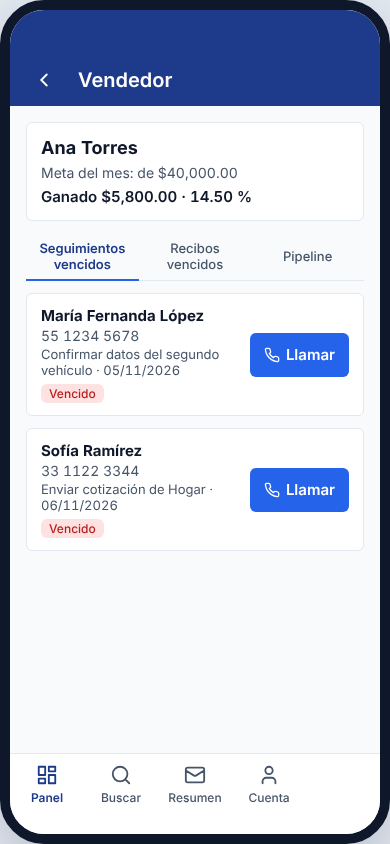 Vendedor
Ana Torres
Meta del mes: de $40,000.00
Ganado $5,800.00 · 14.50 %
Seguimientos
vencidos
Recibos
vencidos
Pipeline
María Fernanda López
55 1234 5678
Confirmar datos del segundo
vehículo · 05/11/2026
Vencido
Llamar
Sofía Ramírez
33 1122 3344
Enviar cotización de Hogar ·
06/11/2026
Vencido
Llamar
Panel
Buscar
Resumen
Cuenta